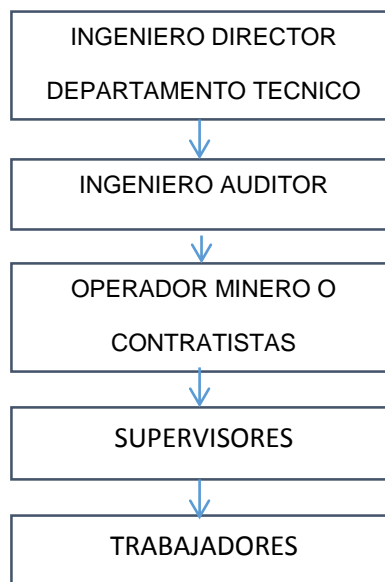 INGENIERO DIRECTOR
DEPARTAMENTO TECNICO
INGENIERO AUDITOR
OPERADOR MINERO O
CONTRATISTAS
SUPERVISORES
TRABAJADORES